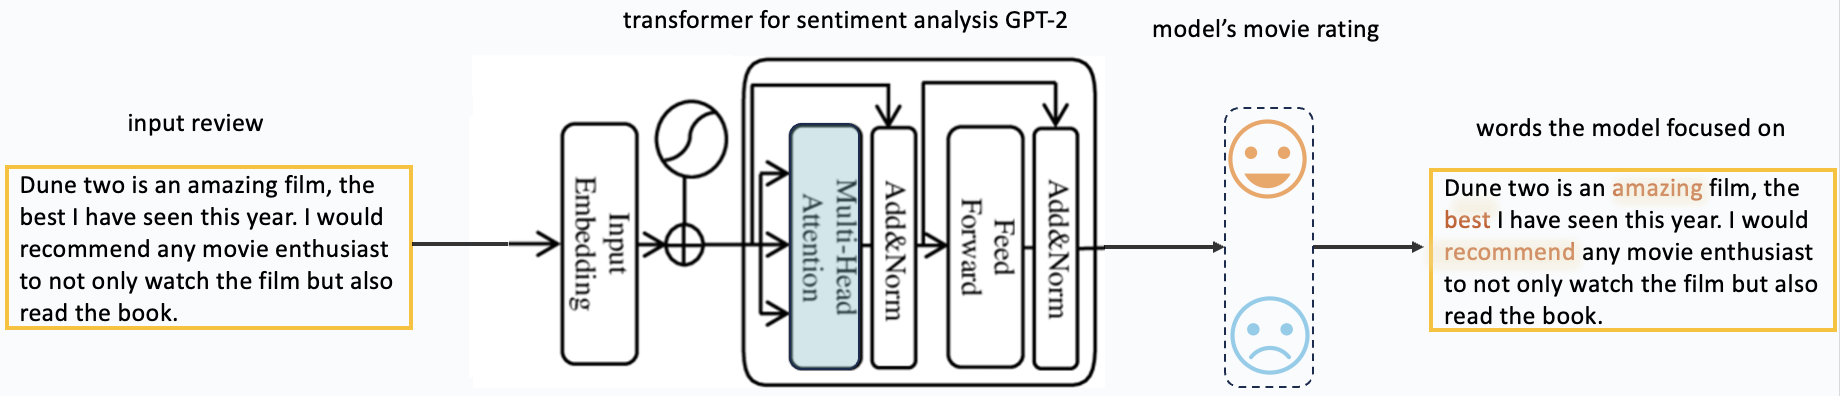 transformer for sentiment analysis GPT-2
model's movie rating
input review
words the model focused on
Dune two is an amazing film, the
best I have seen this year. I would
recommend any movie enthusiast
to not only watch the film but also
read the book.
Input
Embedding
Multi-Head
Attention
Add&Norm
Feed
Forward
Add&Norm
Dune two is an amazing film, the
best I have seen this year. I would
recommend any movie enthusiast
to not only watch the film but also
read the book.